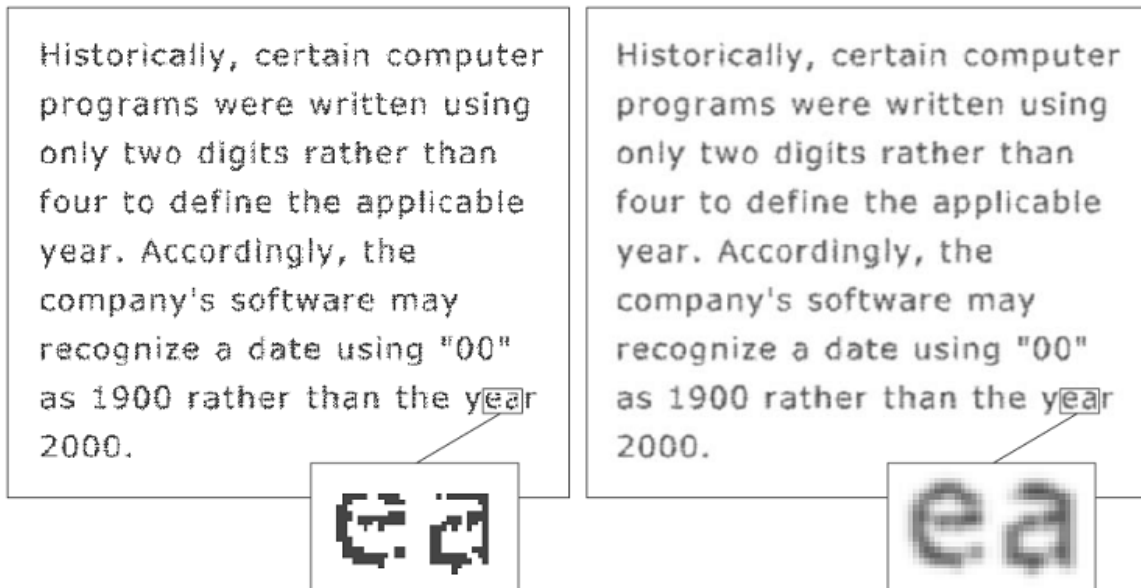 Historically, certain computer
programs were written using
only two digits rather than
four to define the applicable
year. Accordingly, the
company's software may
recognize a date using "00"
as 1900 rather than the year
2000.
ea
Historically, certain computer
programs were written using
only two digits rather than
four to define the applicable
year. Accordingly, the
company's software may
recognize a date using "00"
as 1900 rather than the year
2000.
ea